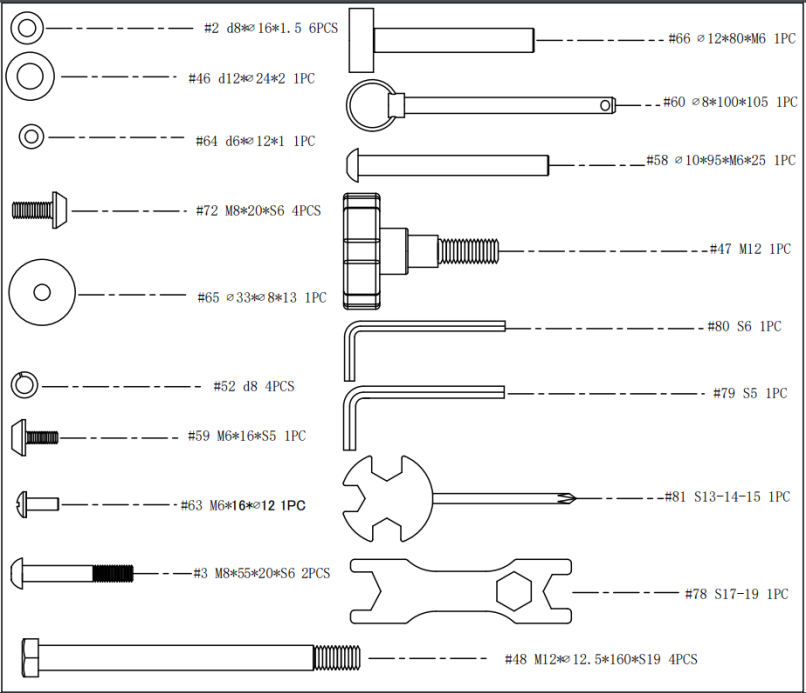 #2 d8*⌀16*1.5 6PCS
#46 d12*⌀24*2 1PC
#64 d6*⌀12*1 1PC
#72 M8*20*S6 4PCS
#65 ⌀33*⌀8*13 1PC
#52 d8 4PCS
#59 M6*16*S5 1PC
#63 M6*16*⌀12 1PC
#3 M8*55*20*S6 2PCS
#66 ⌀12*80*M6 1PC
#60 ⌀8*100*105 1PC
#58 ⌀10*95*M6*25 1PC
#47 M12 1PC
#80 S6 1PC
#79 S5 1PC
#81 S13-14-15 1PC
#78 S17-19 1PC
#48 M12*⌀12.5*160*S19 4PCS